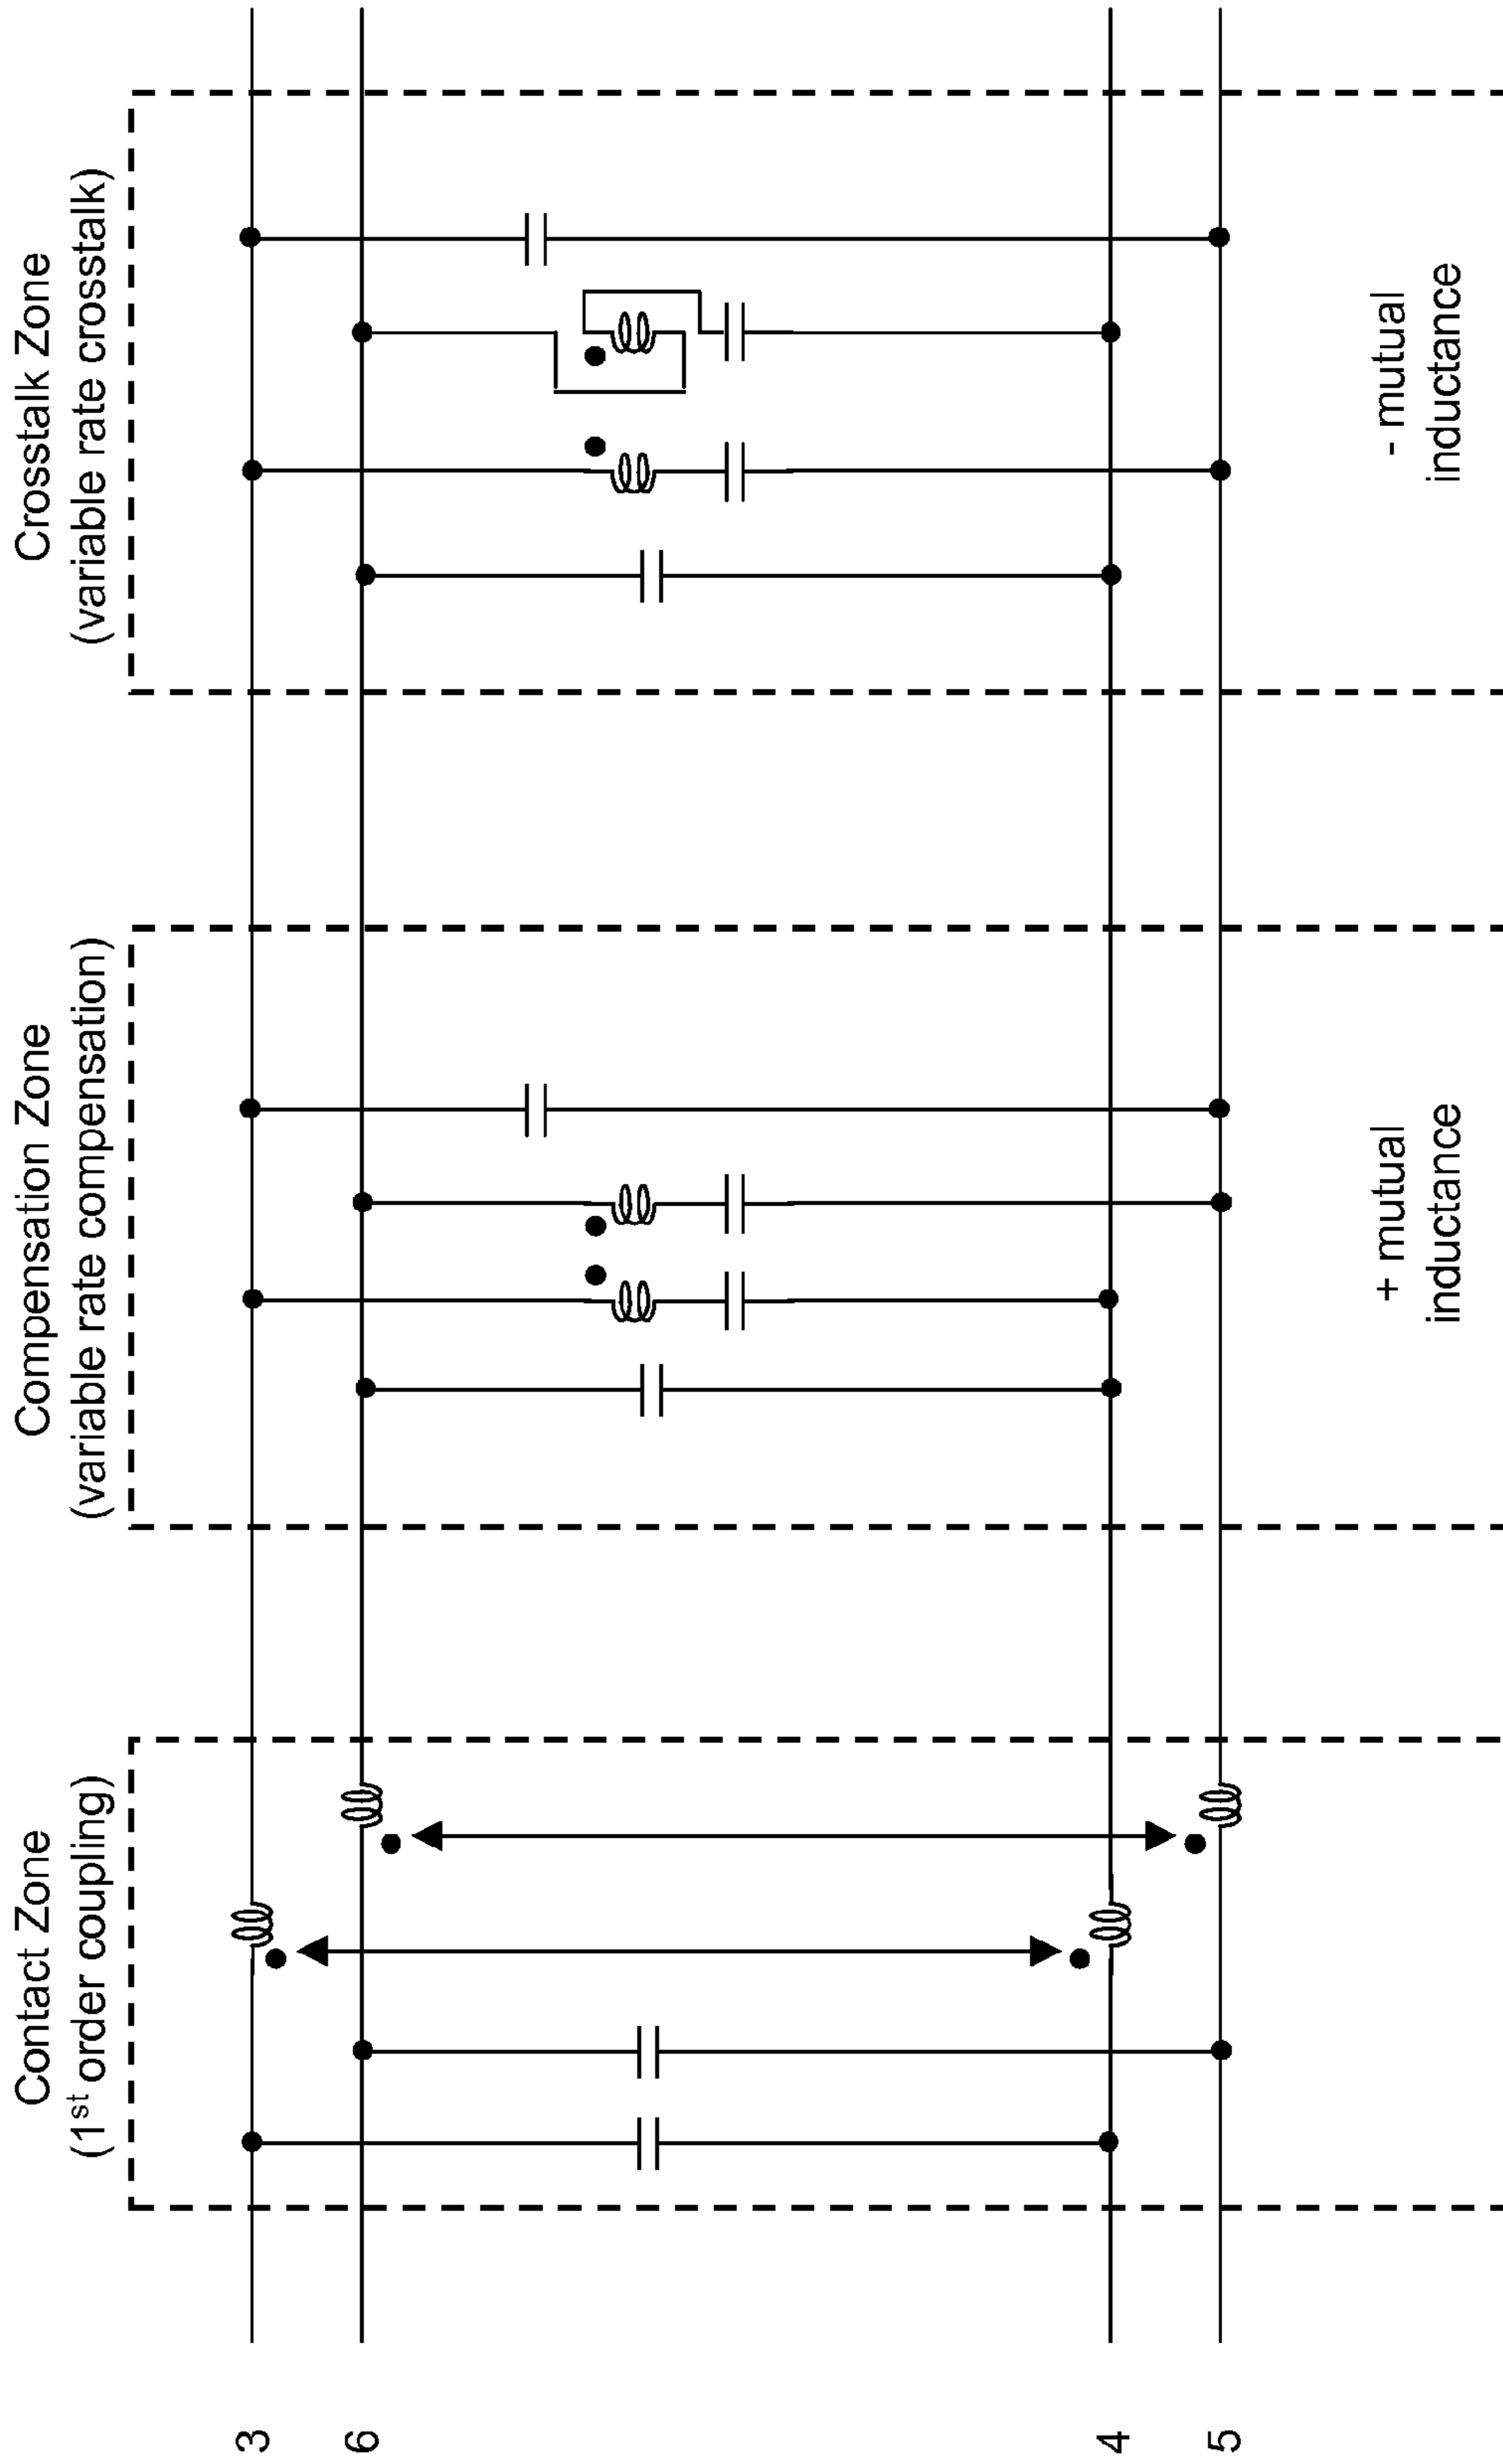 Contact Zone
(1st order coupling)
Compensation Zone
(variable rate compensation)
Crosstalk Zone
(variable rate crosstalk)
3
6
4
5
+ mutual
inductance
- mutual
inductance